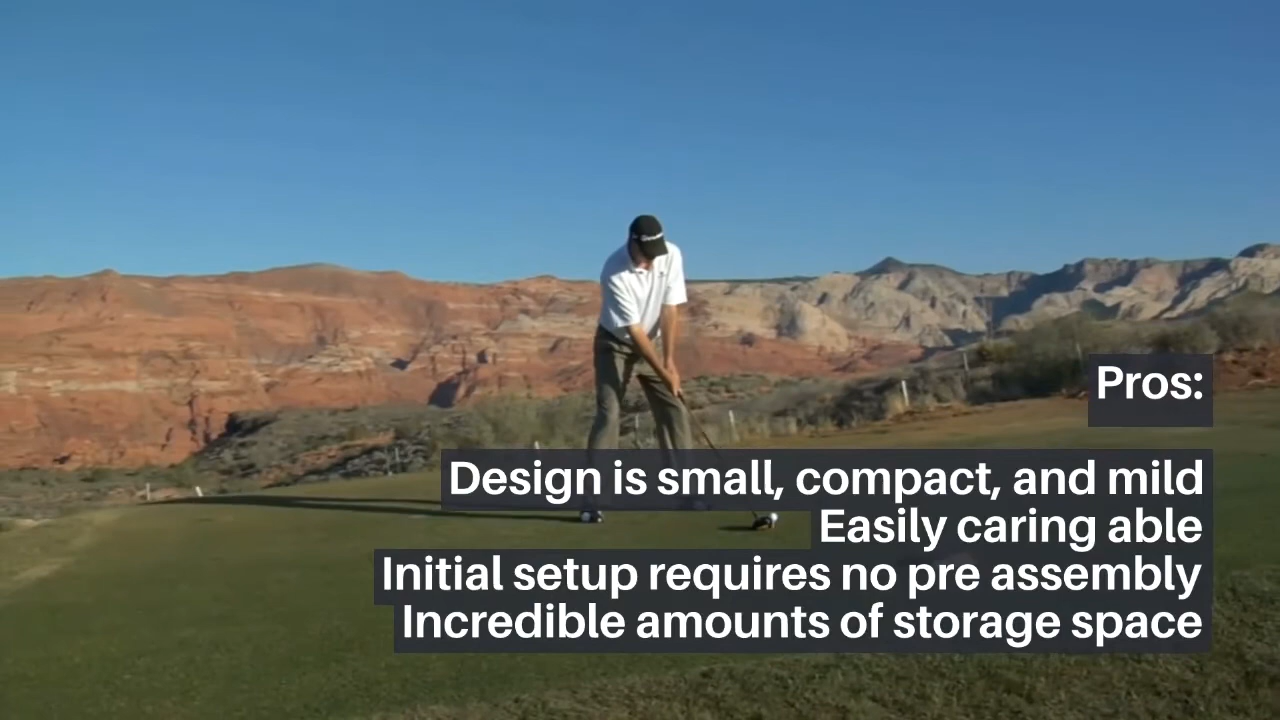 Pros:
Design is small, compact, and mild
Easily caring able
Initial setup requires no pre assembly
Incredible amounts of storage space